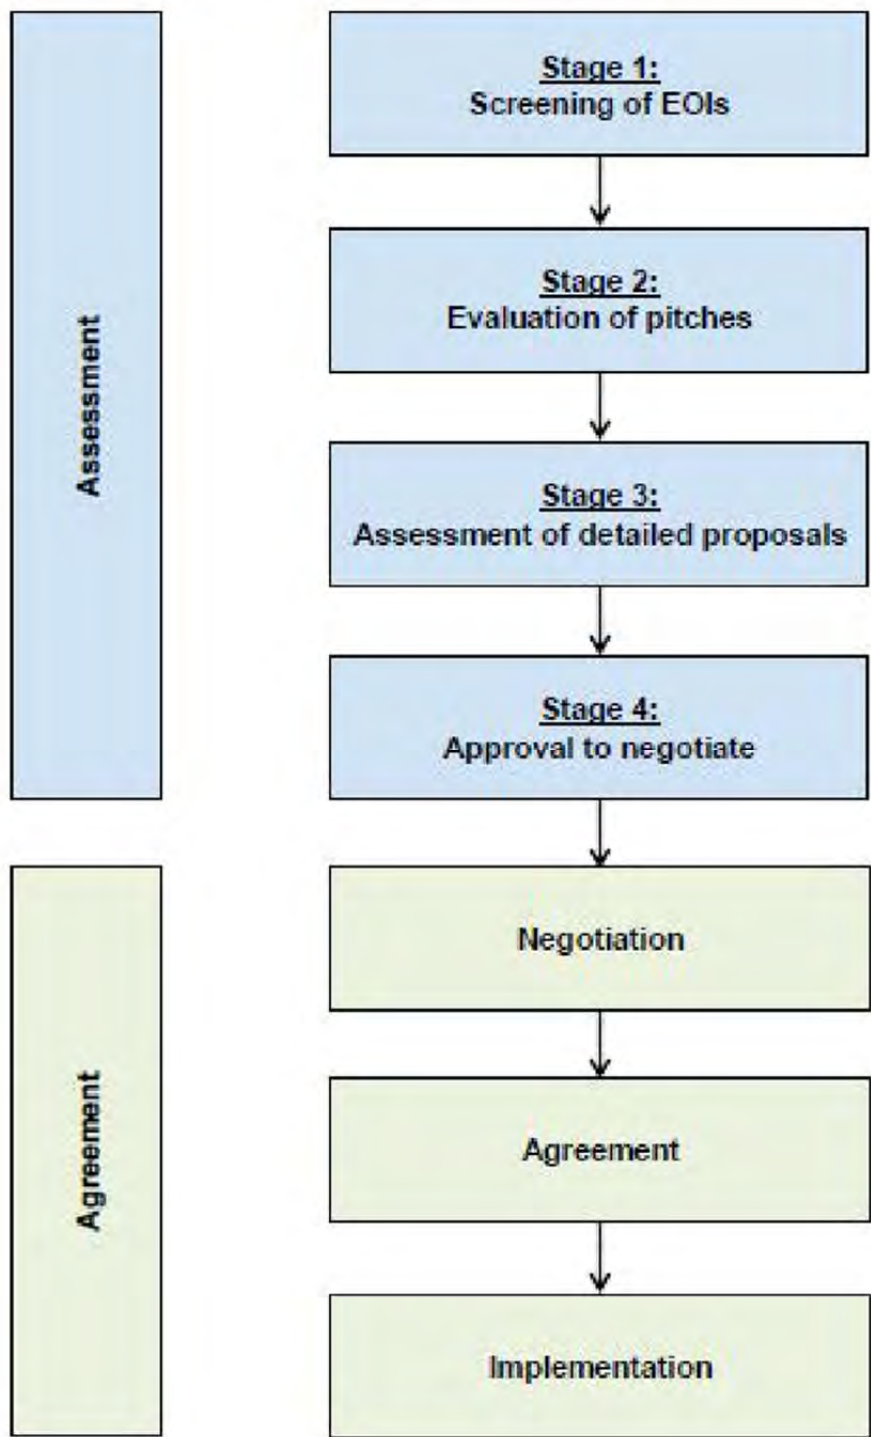 Assessment
Stage 1:
Screening of EOIs
Stage 2:
Evaluation of pitches
Stage 3:
Assessment of detailed proposals
Stage 4:
Approval to negotiate
Agreement
Negotiation
Agreement
Implementation